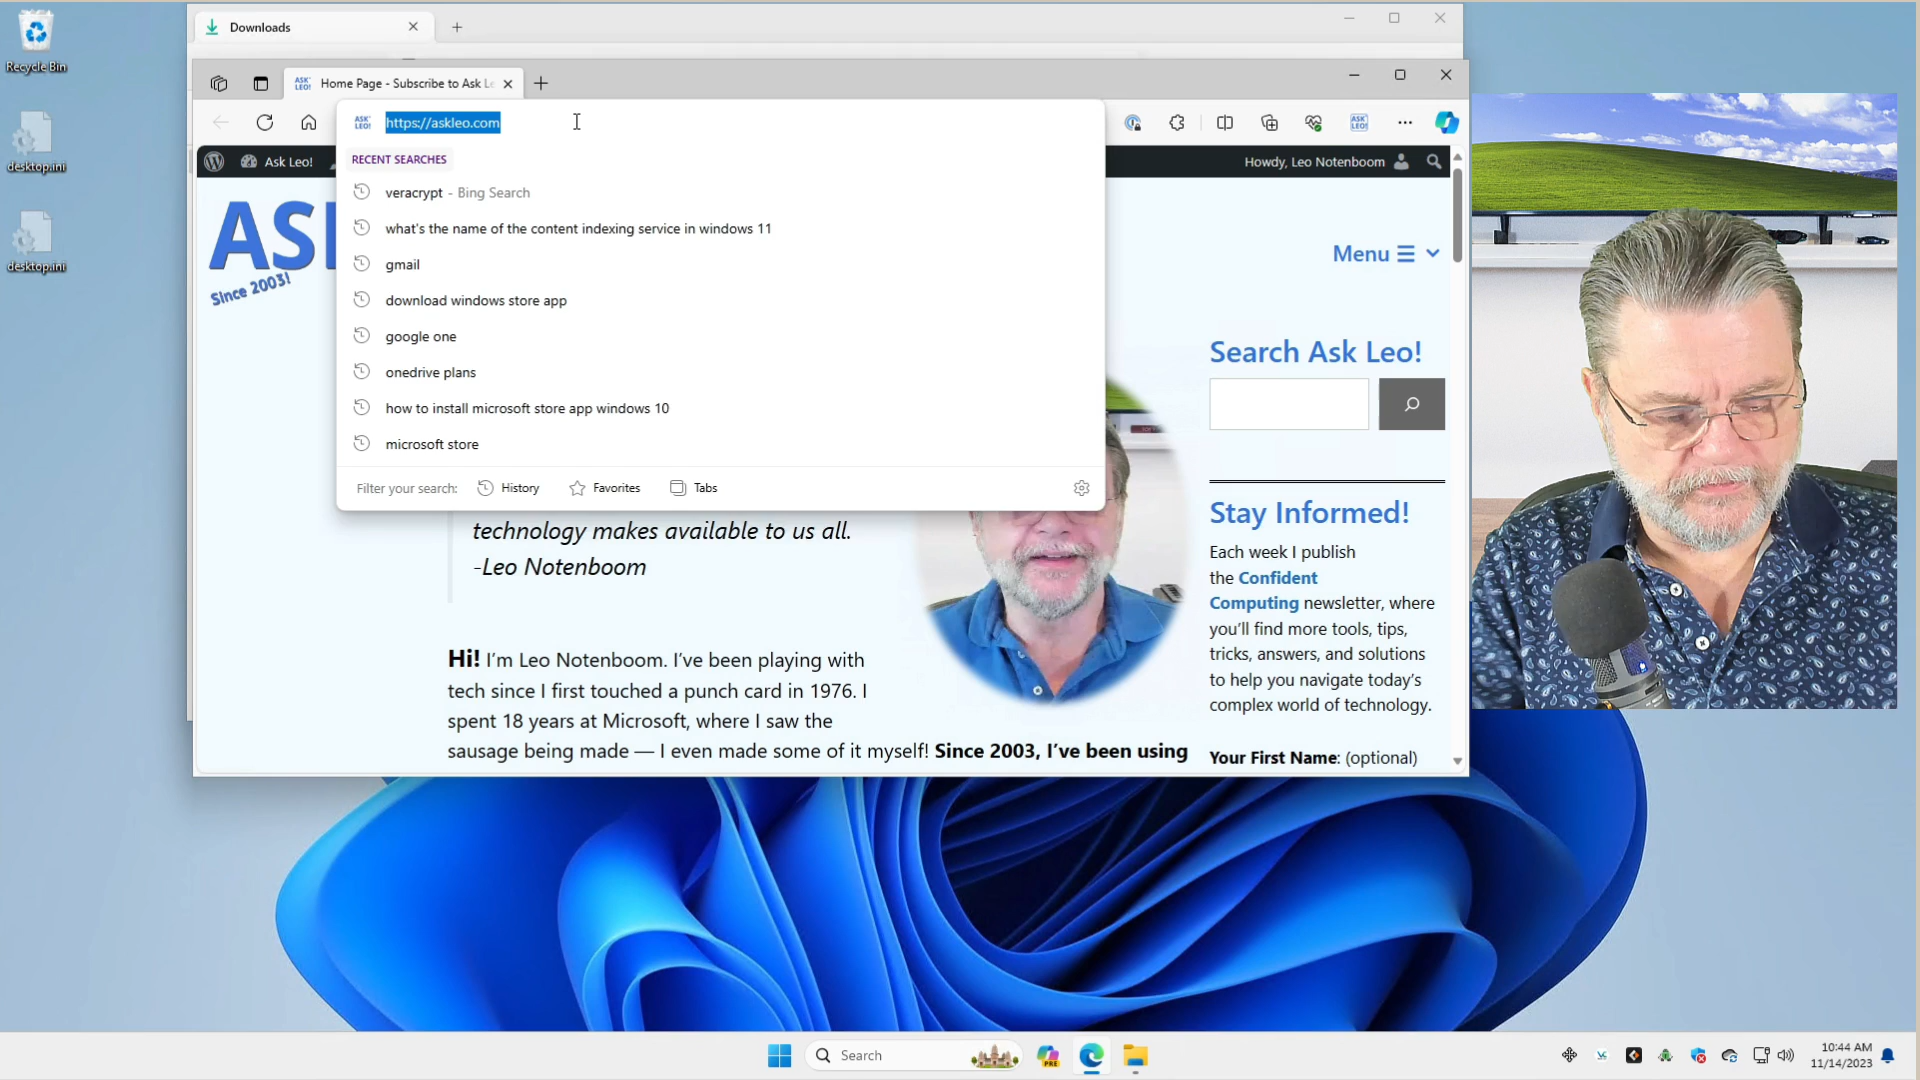 Recycle Bin
desktop.ini
desktop.ini
Downloads
Home Page - Subscribe to Ask Le
ASK LEO!
https://askleo.com
RECENT SEARCHES
veracrypt - Bing Search
what's the name of the content indexing service in windows 11
gmail
download windows store app
google one
onedrive plans
how to install microsoft store app windows 10
microsoft store
Filter your search: History Favorites Tabs
Ask Leo!
Howdy, Leo Notenboom
ASK
Since 2003!
Menu
technology makes available to us all.
-Leo Notenboom
Hi! I'm Leo Notenboom. I've been playing with
tech since I first touched a punch card in 1976. I
spent 18 years at Microsoft, where I saw the
sausage being made — I even made some of it myself! Since 2003, I've been using
Search Ask Leo!
Stay Informed!
Each week I publish
the Confident
Computing newsletter, where
you'll find more tools, tips,
tricks, answers, and solutions
to help you navigate today's
complex world of technology.
Your First Name: (optional)
Search
PRE
10:44 AM
11/14/2023